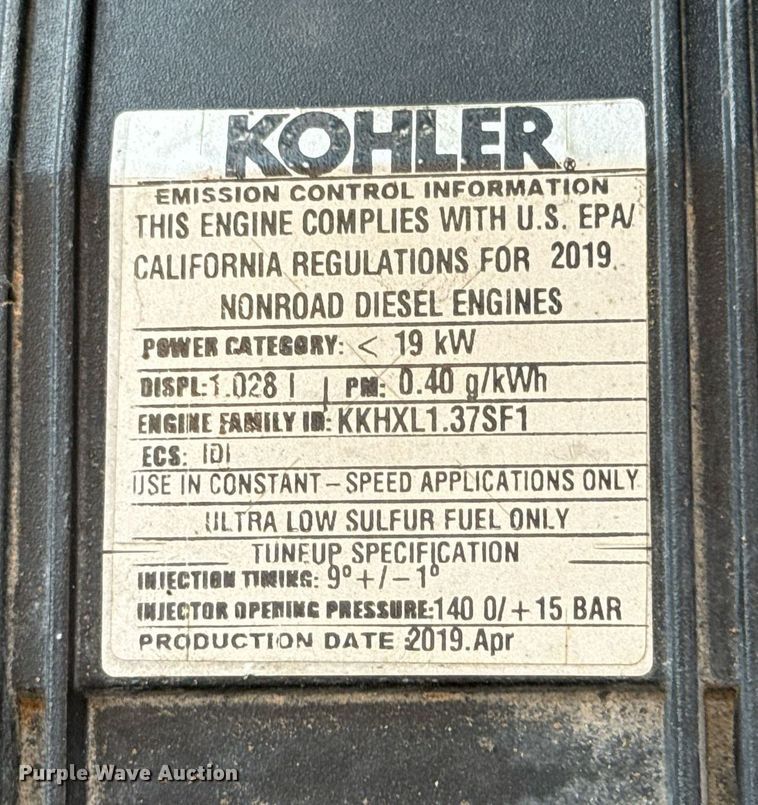 KOHLER®
EMISSION CONTROL INFORMATION
THIS ENGINE COMPLIES WITH U.S. EPA/
CALIFORNIA REGULATIONS FOR 2019
NONROAD DIESEL ENGINES
POWER CATEGORY: < 19 kW
DISPL: 1.028 l | PM: 0.40 g/kWh
ENGINE FAMILY ID: KKHXL1.37SF1
ECS: IDI
USE IN CONSTANT-SPEED APPLICATIONS ONLY
ULTRA LOW SULFUR FUEL ONLY
TUNEUP SPECIFICATION
INJECTION TIMING: 9°+/-1°
INJECTOR OPENING PRESSURE: 140 0/+15 BAR
PRODUCTION DATE 2019.Apr
Purple Wave Auction